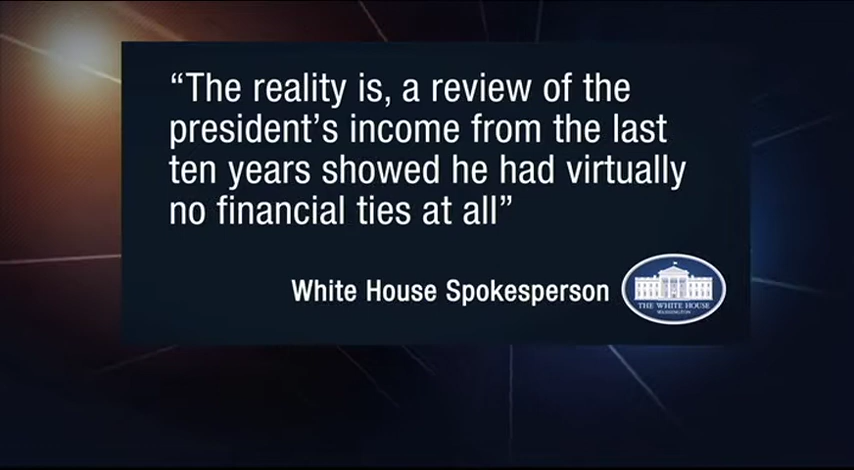 “The reality is, a review of the
president’s income from the last
ten years showed he had virtually
no financial ties at all”
White House Spokesperson
THE WHITE HOUSE
WASHINGTON